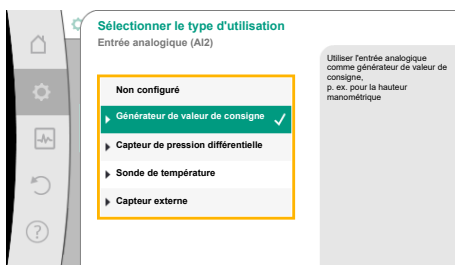 Sélectionner le type d'utilisation
Entrée analogique (AI2)
Non configuré
Générateur de valeur de consigne
Capteur de pression différentielle
Sonde de température
Capteur externe
Utiliser l'entrée analogique
comme générateur de valeur de
consigne,
p. ex. pour la hauteur
manométrique